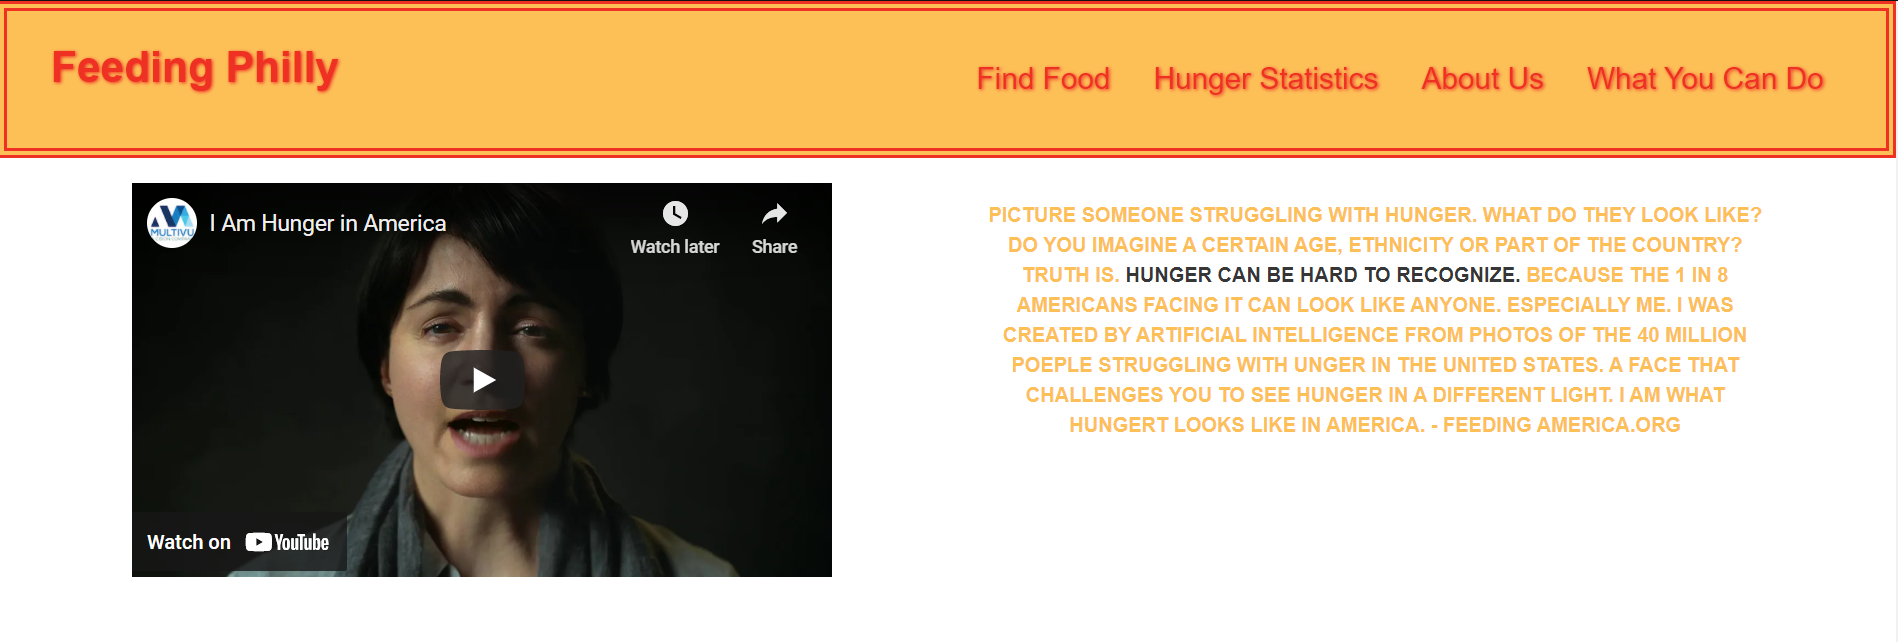 Feeding Philly
Find Food Hunger Statistics About Us What You Can Do
MULTIVU
I Am Hunger in America
Watch later
Share
Watch on YouTube
PICTURE SOMEONE STRUGGLING WITH HUNGER. WHAT DO THEY LOOK LIKE?
DO YOU IMAGINE A CERTAIN AGE, ETHNICITY OR PART OF THE COUNTRY?
TRUTH IS. HUNGER CAN BE HARD TO RECOGNIZE. BECAUSE THE 1 IN 8
AMERICANS FACING IT CAN LOOK LIKE ANYONE. ESPECIALLY ME. I WAS
CREATED BY ARTIFICIAL INTELLIGENCE FROM PHOTOS OF THE 40 MILLION
POEPLE STRUGGLING WITH UNGER IN THE UNITED STATES. A FACE THAT
CHALLENGES YOU TO SEE HUNGER IN A DIFFERENT LIGHT. I AM WHAT
HUNGERT LOOKS LIKE IN AMERICA. - FEEDING AMERICA.ORG